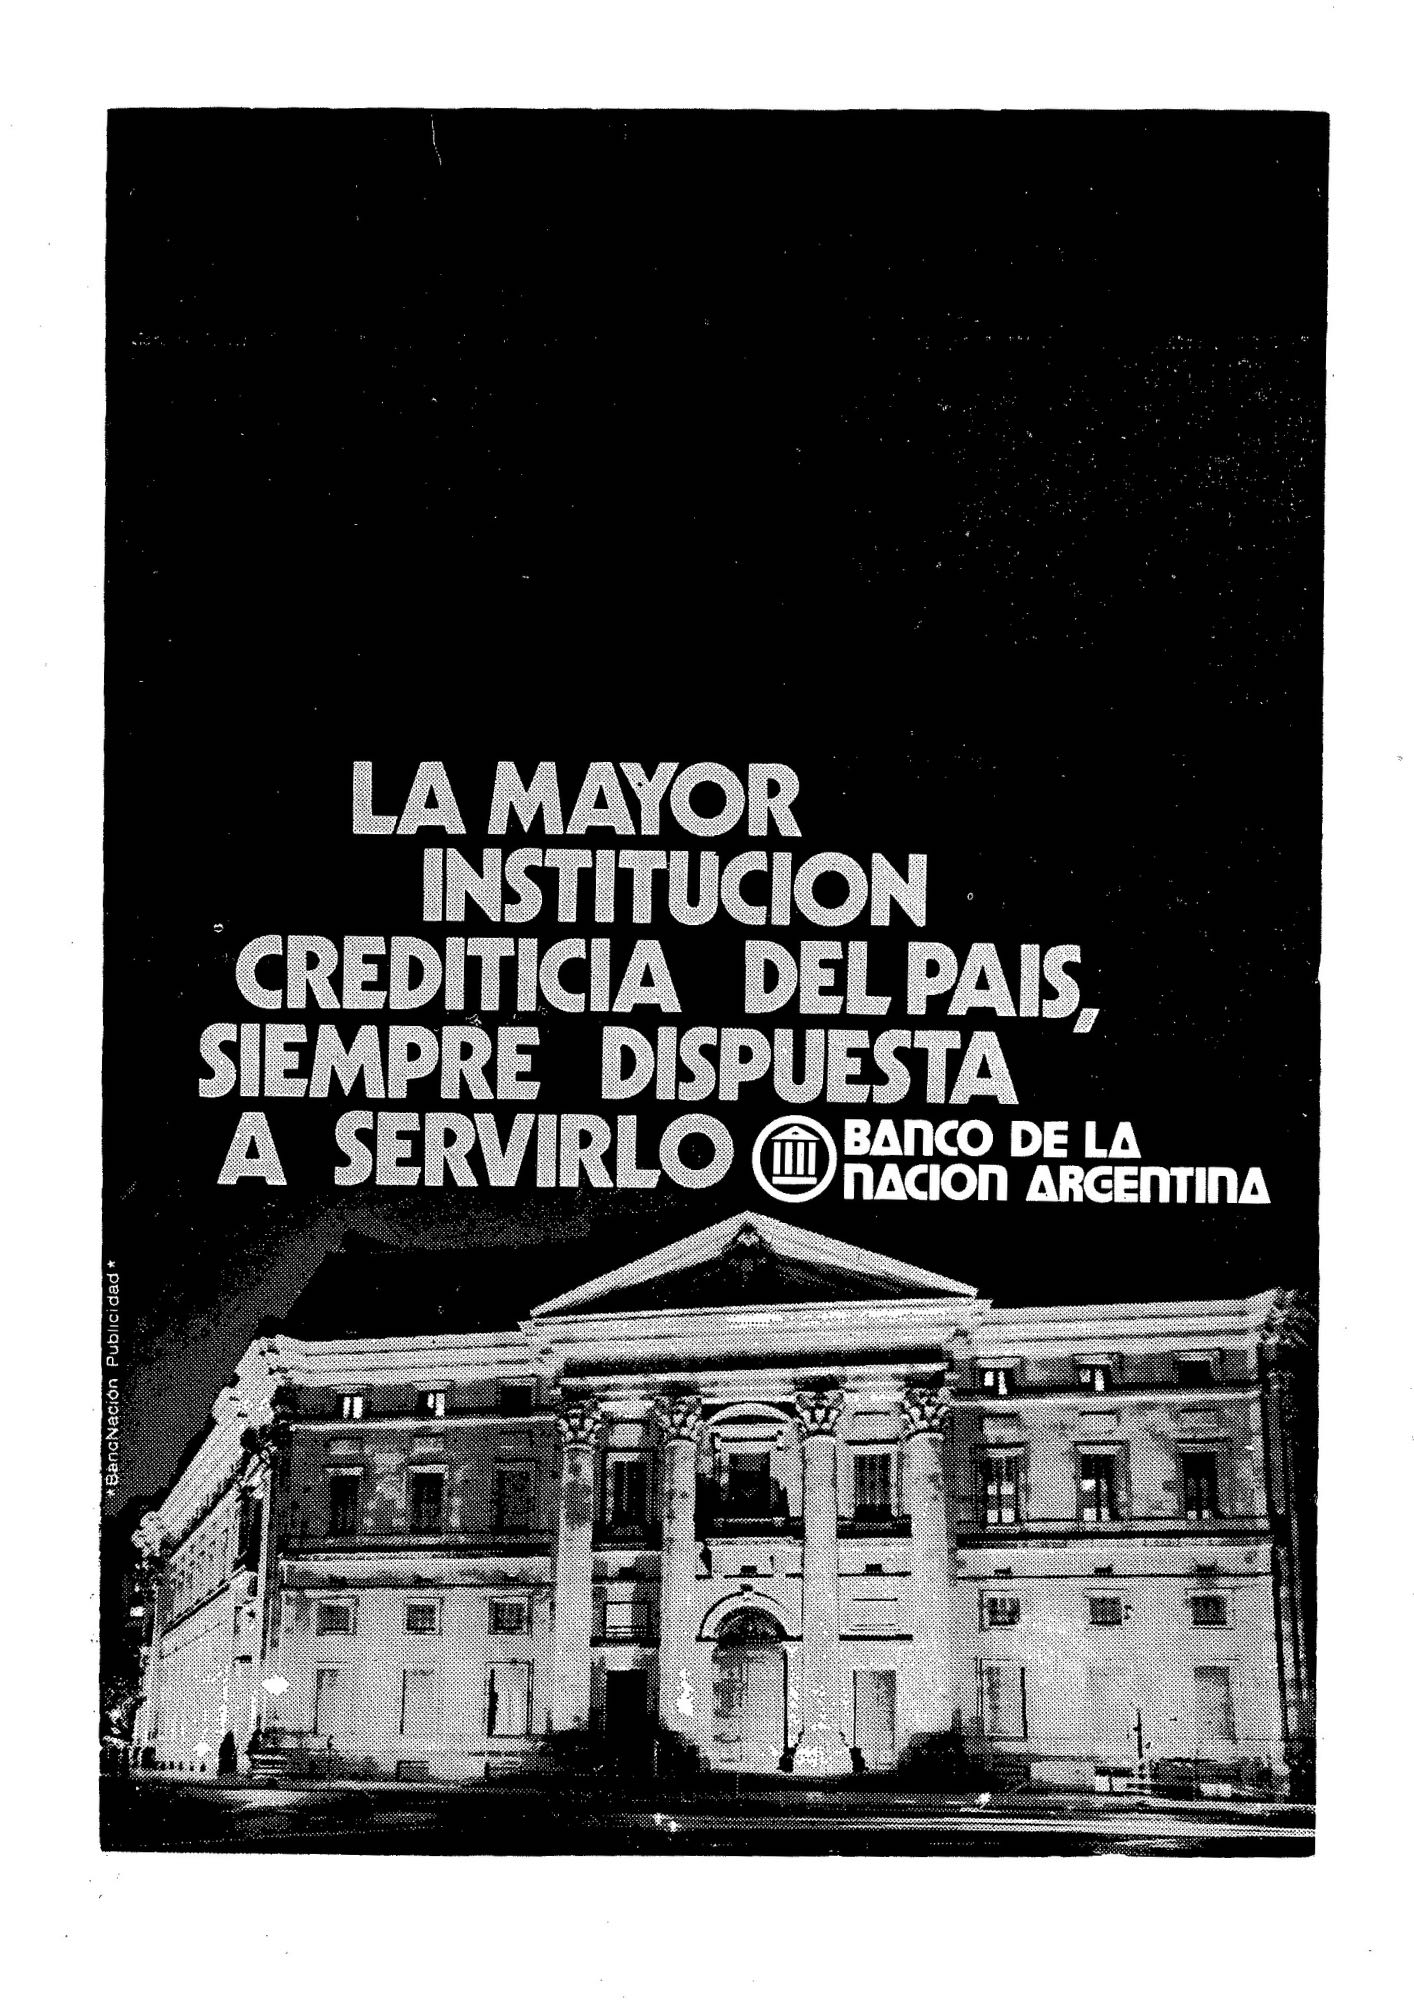 LA MAYOR
INSTITUCION
CREDITICIA DEL PAIS,
SIEMPRE DISPUESTA
A SERVIRLO
BANCO DE LA
NACION ARGENTINA
*BancNación Publicidad*